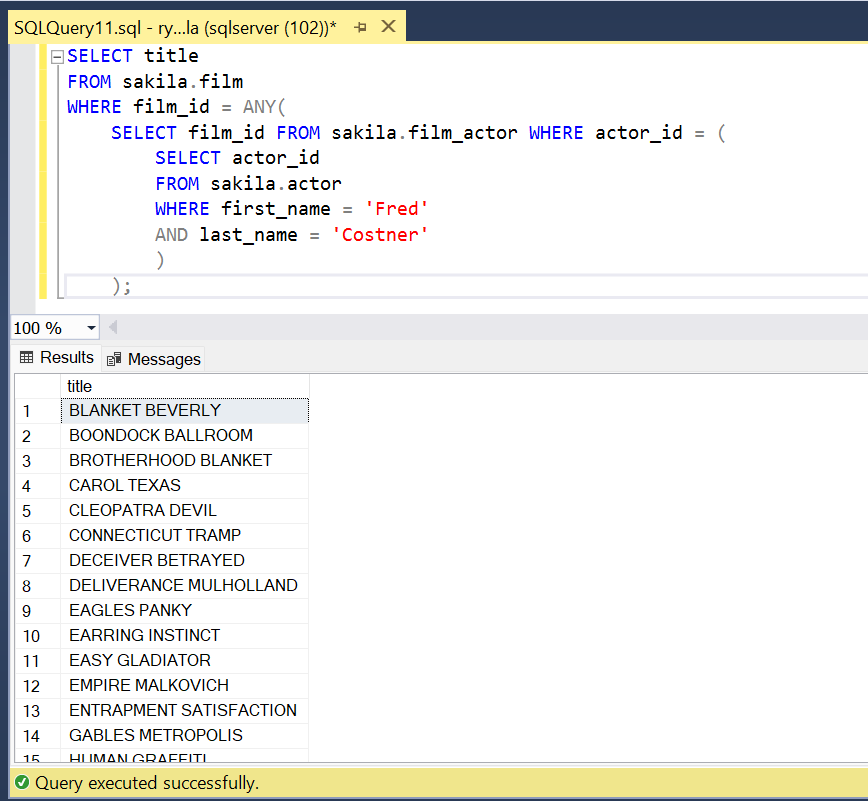 SQLQuery11.sql - ry...la (sqlserver (102))*
SELECT title
FROM sakila.film
WHERE film_id = ANY(
SELECT film_id FROM sakila.film_actor WHERE actor_id = (
SELECT actor_id
FROM sakila.actor
WHERE first_name = 'Fred'
AND last_name = 'Costner'
)
);
100 %
Results Messages
title
1 BLANKET BEVERLY
2 BOONDOCK BALLROOM
3 BROTHERHOOD BLANKET
4 CAROL TEXAS
5 CLEOPATRA DEVIL
6 CONNECTICUT TRAMP
7 DECEIVER BETRAYED
8 DELIVERANCE MULHOLLAND
9 EAGLES PANKY
10 EARRING INSTINCT
11 EASY GLADIATOR
12 EMPIRE MALKOVICH
13 ENTRAPMENT SATISFACTION
14 GABLES METROPOLIS
15 HUMAN GRAFFITI
Query executed successfully.